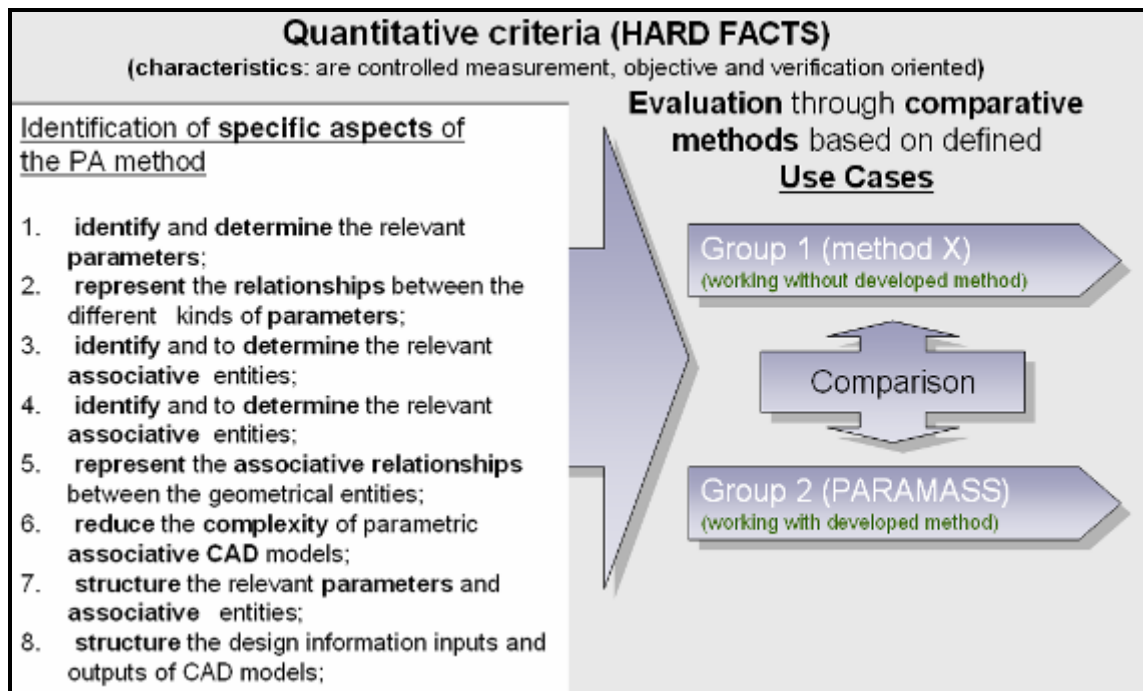 Quantitative criteria (HARD FACTS)
(characteristics: are controlled measurement, objective and verification oriented)
Identification of specific aspects of
the PA method
1. identify and determine the relevant
parameters;
2. represent the relationships between the
different kinds of parameters;
3. identify and to determine the relevant
associative entities;
4. identify and to determine the relevant
associative entities;
5. represent the associative relationships
between the geometrical entities;
6. reduce the complexity of parametric
associative CAD models;
7. structure the relevant parameters and
associative entities;
8. structure the design information inputs and
outputs of CAD models;
Evaluation through comparative
methods based on defined
Use Cases
Group 1 (method X)
(working without developed method)
Comparison
Group 2 (PARAMASS)
(working with developed method)